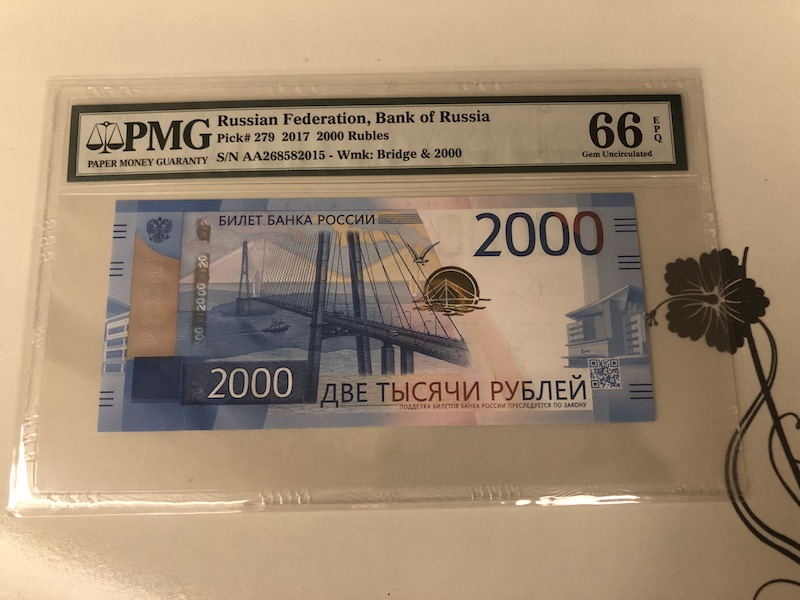 PMG
PAPER MONEY GUARANTY
Russian Federation, Bank of Russia
Pick# 279 2017 2000 Rubles
S/N AA268582015 - Wmk: Bridge & 2000
66 EPQ
Gem Uncirculated
БИЛЕТ БАНКА РОССИИ
2000
2000
2000
ДВЕ ТЫСЯЧИ РУБЛЕЙ
ПОДДЕЛКА БИЛЕТОВ БАНКА РОССИИ ПРЕСЛЕДУЕТСЯ ПО ЗАКОНУ